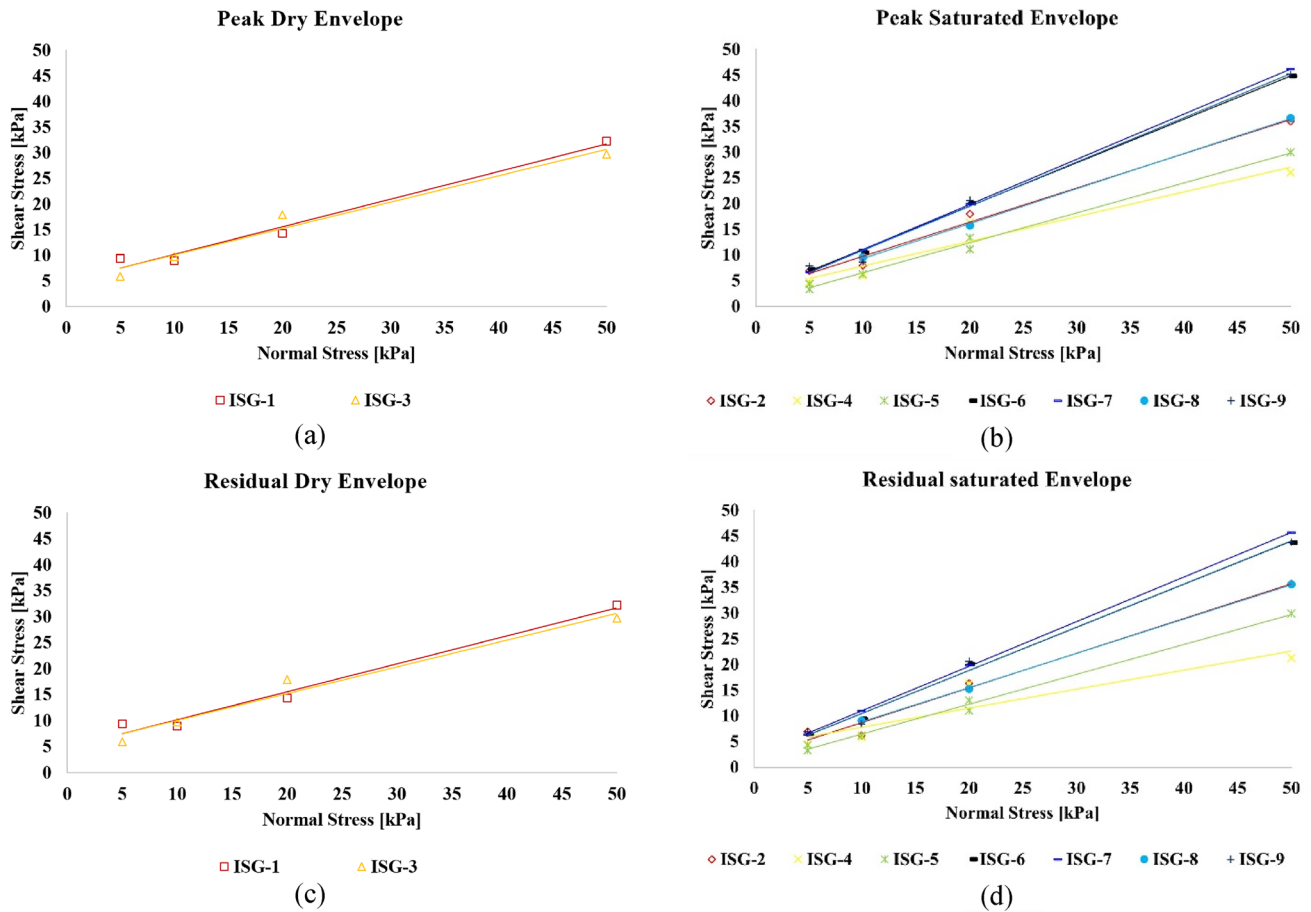 Peak Dry Envelope
50
45
40
35
30
25
20
15
10
5
0
Shear Stress [kPa]
0 5 10 15 20 25 30 35 40 45 50
Normal Stress [kPa]
ISG-1 ISG-3
(a)
Peak Saturated Envelope
50
45
40
35
30
25
20
15
10
5
0
Shear Stress [kPa]
0 5 10 15 20 25 30 35 40 45 50
Normal Stress [kPa]
ISG-2 ISG-4 ISG-5 ISG-6 ISG-7 ISG-8 ISG-9
(b)
Residual Dry Envelope
50
45
40
35
30
25
20
15
10
5
0
Shear Stress [kPa]
0 5 10 15 20 25 30 35 40 45 50
Normal Stress [kPa]
ISG-1 ISG-3
(c)
Residual saturated Envelope
50
45
40
35
30
25
20
15
10
5
0
Shear Stress [kPa]
0 5 10 15 20 25 30 35 40 45 50
Normal Stress [kPa]
ISG-2 ISG-4 ISG-5 ISG-6 ISG-7 ISG-8 ISG-9
(d)